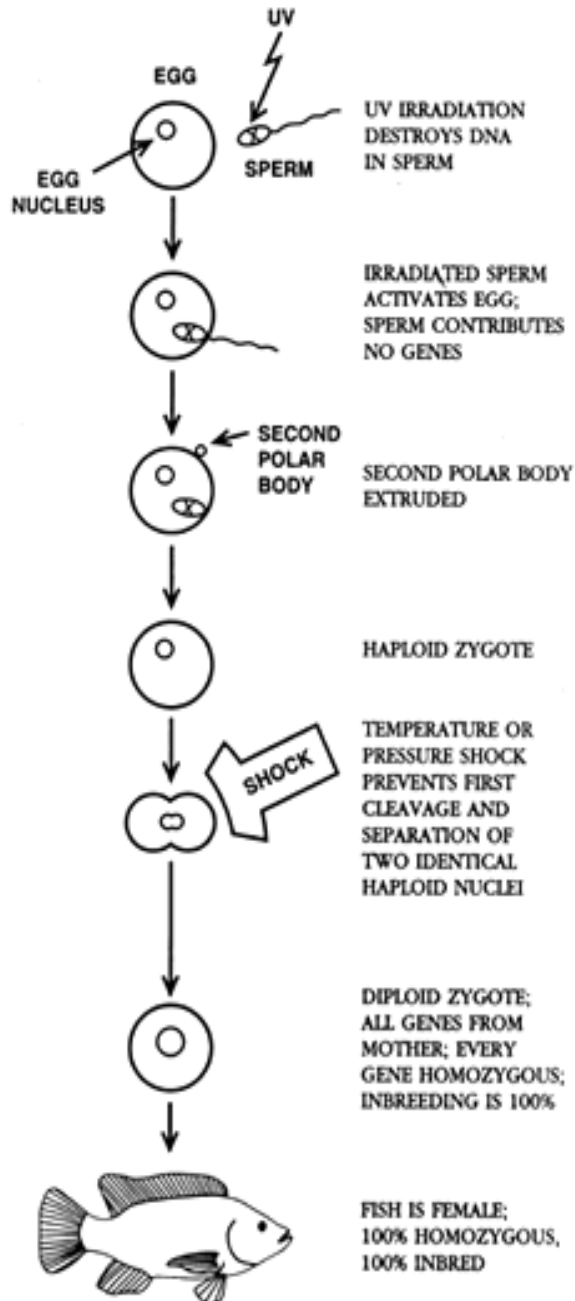 UV
EGG
EGG
NUCLEUS
SPERM
UV IRRADIATION
DESTROYS DNA
IN SPERM
IRRADIATED SPERM
ACTIVATES EGG;
SPERM CONTRIBUTES
NO GENES
SECOND
POLAR
BODY
SECOND POLAR BODY
EXTRUDED
HAPLOID ZYGOTE
SHOCK
TEMPERATURE OR
PRESSURE SHOCK
PREVENTS FIRST
CLEAVAGE AND
SEPARATION OF
TWO IDENTICAL
HAPLOID NUCLEI
DIPLOID ZYGOTE;
ALL GENES FROM
MOTHER; EVERY
GENE HOMOZYGOUS;
INBREEDING IS 100%
FISH IS FEMALE;
100% HOMOZYGOUS,
100% INBRED